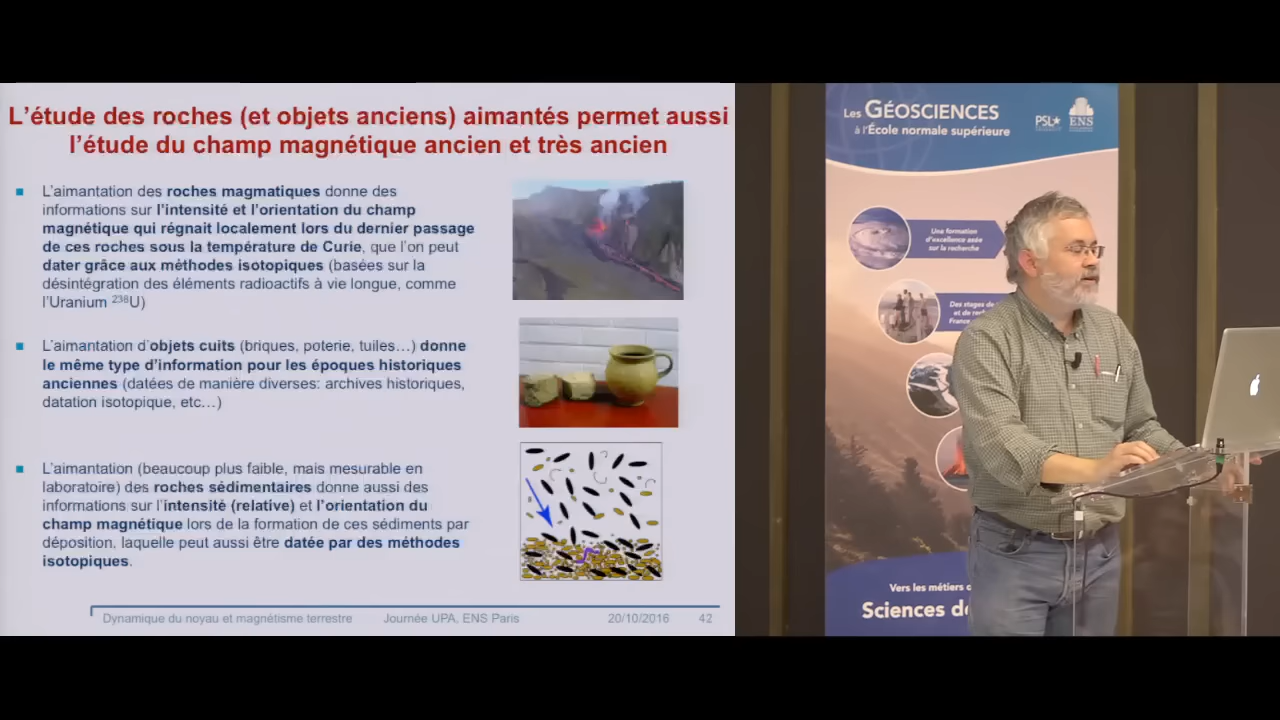 L'étude des roches (et objets anciens) aimantés permet aussi
l'étude du champ magnétique ancien et très ancien
L'aimantation des roches magmatiques donne des
informations sur l'intensité et l'orientation du champ
magnétique qui régnait localement lors du dernier passage
de ces roches sous la température de Curie, que l'on peut
dater grâce aux méthodes isotopiques (basées sur la
désintégration des éléments radioactifs à vie longue, comme
l'Uranium ²³⁸U)
L'aimantation d'objets cuits (briques, poterie, tuiles…) donne
le même type d'information pour les époques historiques
anciennes (datées de manière diverses: archives historiques,
datation isotopique, etc…)
L'aimantation (beaucoup plus faible, mais mesurable en
laboratoire) des roches sédimentaires donne aussi des
informations sur l'intensité (relative) et l'orientation du
champ magnétique lors de la formation de ces sédiments par
déposition, laquelle peut aussi être datée par des méthodes
isotopiques.
Dynamique du noyau et magnétisme terrestre Journée UPA, ENS Paris 20/10/2016 42
Les GÉOSCIENCES
à l'École normale supérieure
PSL ENS
Une formation
d'excellence axée
sur la recherche
Des stages de
et de rech
France
Vers les métiers d
Sciences de